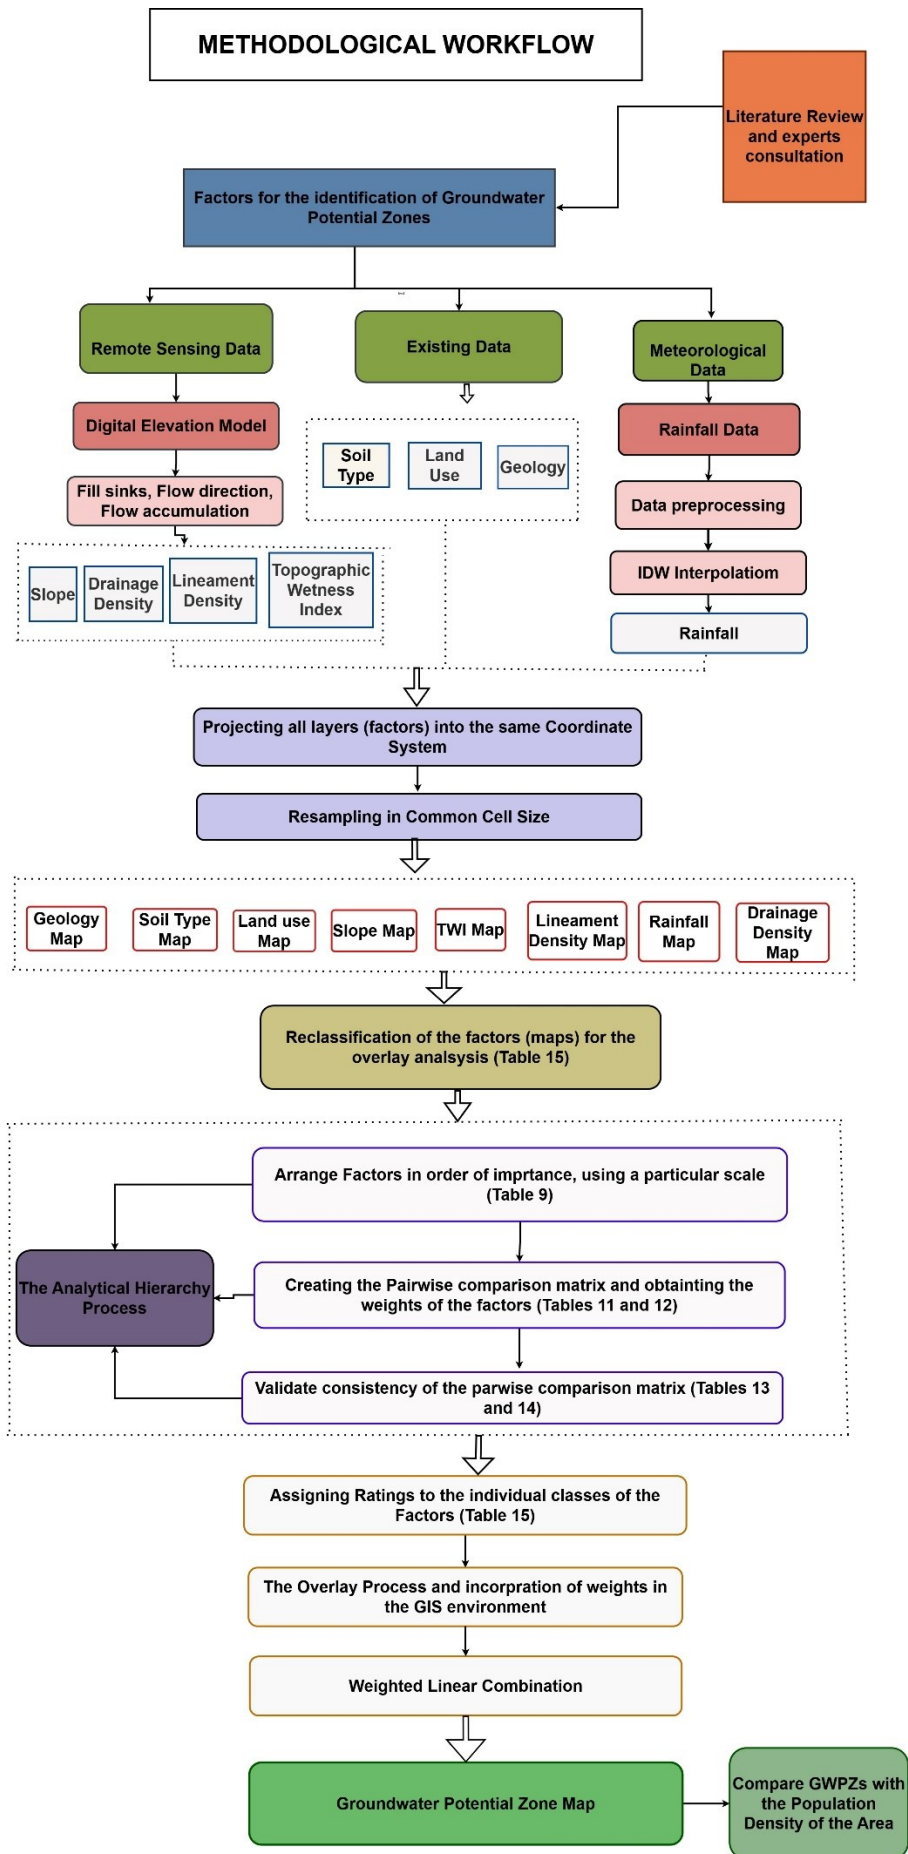 METHODOLOGICAL WORKFLOW
Literature Review
and experts
consultation
Factors for the identification of Groundwater
Potential Zones
Remote Sensing Data
Existing Data
Meteorological
Data
Digital Elevation Model
Rainfall Data
Soil
Type
Land
Use
Geology
Fill sinks, Flow direction,
Flow accumulation
Data preprocessing
IDW Interpolatiom
Slope
Drainage
Density
Lineament
Density
Topographic
Wetness
Index
Rainfall
Projecting all layers (factors) into the same Coordinate
System
Resampling in Common Cell Size
Geology
Map
Soil Type
Map
Land use
Map
Slope Map
TWI Map
Lineament
Density Map
Rainfall
Map
Drainage
Density
Map
Reclassification of the factors (maps) for the
overlay analsysis (Table 15)
Arrange Factors in order of imprtance, using a particular scale
(Table 9)
The Analytical Hierarchy
Process
Creating the Pairwise comparison matrix and obtainting the
weights of the factors (Tables 11 and 12)
Validate consistency of the parwise comparison matrix (Tables 13
and 14)
Assigning Ratings to the individual classes of the
Factors (Table 15)
The Overlay Process and incorpration of weights in
the GIS environment
Weighted Linear Combination
Groundwater Potential Zone Map
Compare GWPZs with
the Population
Density of the Area